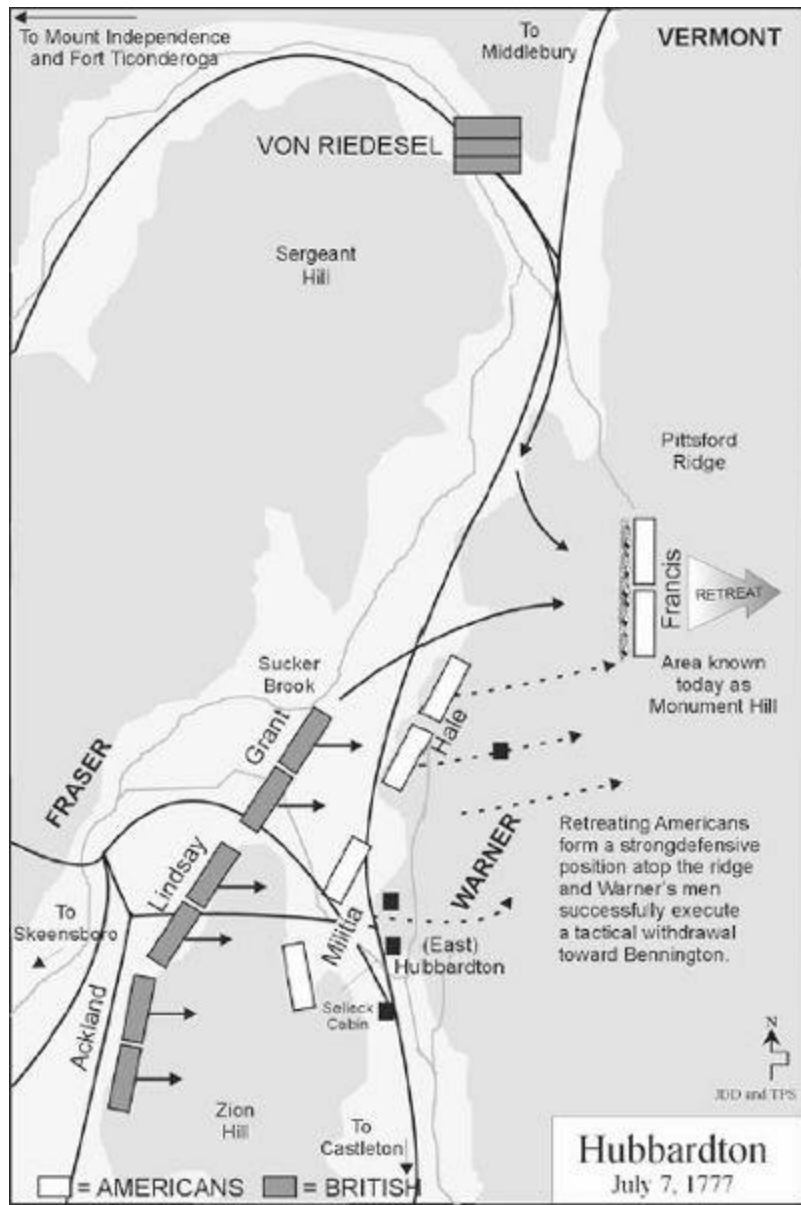 To Mount Independence
and Fort Ticonderoga
To
Middlebury
VERMONT
VON RIEDESEL
Sergeant
Hill
Pittsford
Ridge
Francis
RETREAT
Area known
today as
Monument Hill
Sucker
Brook
Grant
Hale
FRASER
Lindsay
WARNER
Retreating Americans
form a strongdefensive
position atop the ridge
and Warner's men
successfully execute
a tactical withdrawal
toward Bennington.
To
Skeensboro
Militia
(East)
Hubbardton
Selleck
Cabin
Ackland
Zion
Hill
To
Castleton
N
JDD and TPS
Hubbardton
July 7, 1777
= AMERICANS
= BRITISH